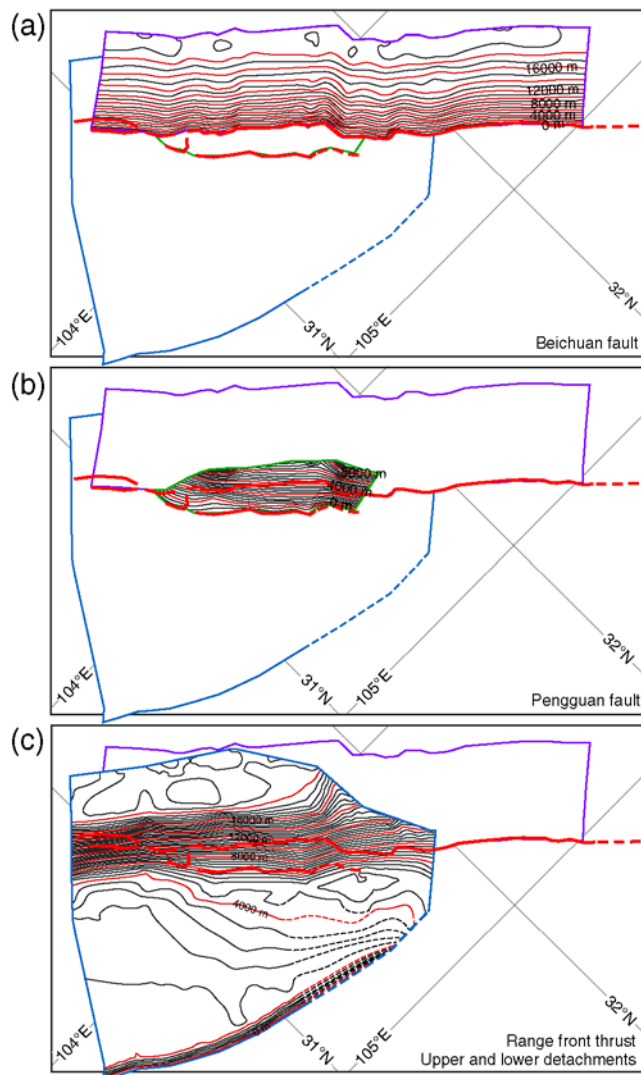 (a)
16000 m
12000 m
8000 m
4000 m
0 m
104°E
31°N
105°E
32°N
Beichuan fault
(b)
8000 m
4000 m
0 m
104°E
31°N
105°E
32°N
Pengguan fault
(c)
16000 m
12000 m
8000 m
4000 m
104°E
31°N
105°E
32°N
Range front thrust
Upper and lower detachments